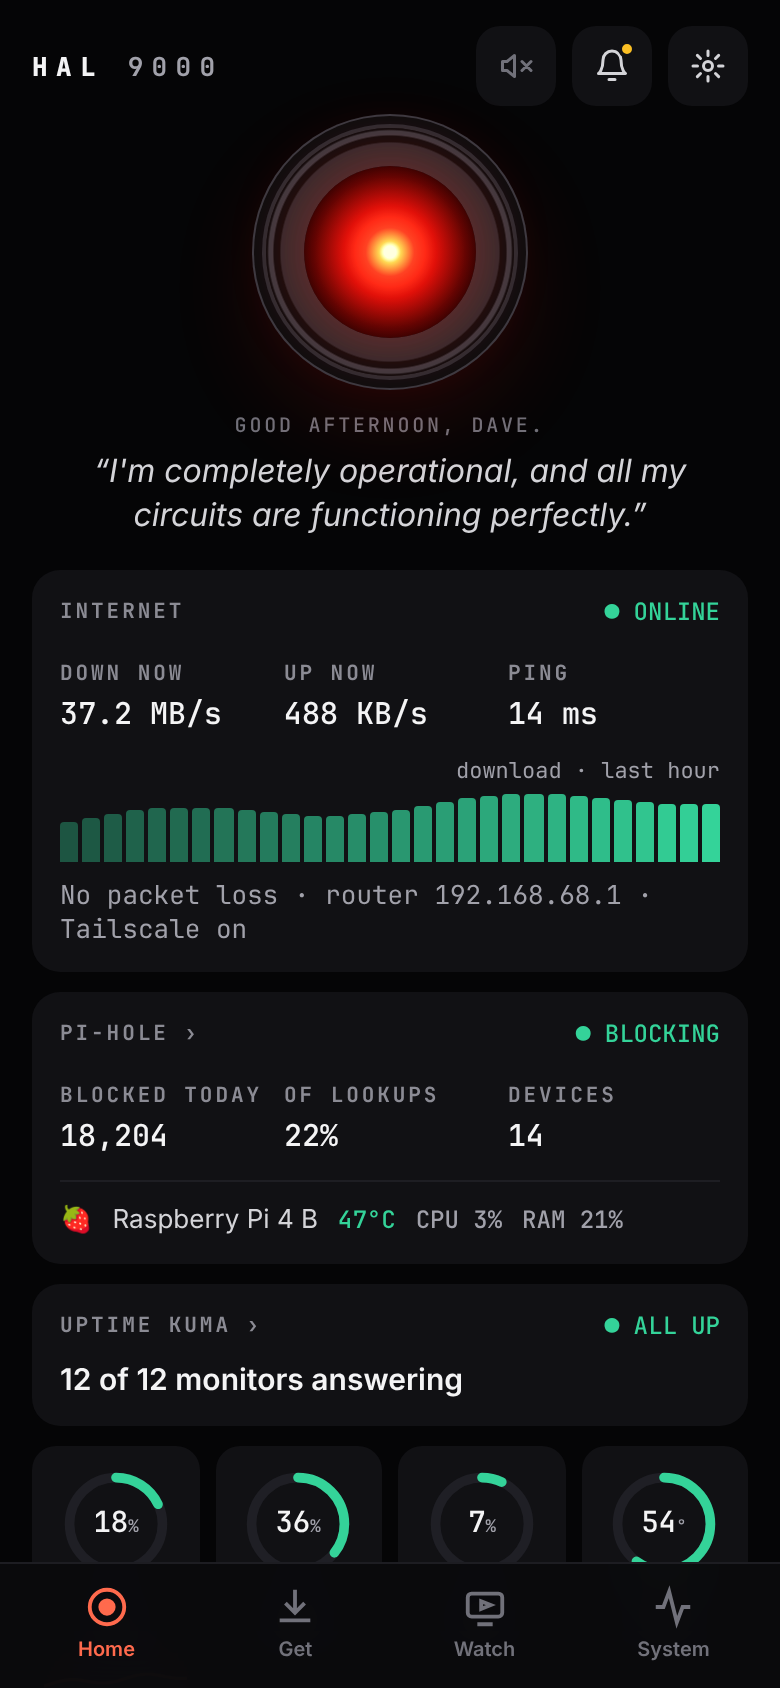 HAL 9000
GOOD AFTERNOON, DAVE.
“I'm completely operational, and all my
circuits are functioning perfectly.”
INTERNET
ONLINE
DOWN NOW UP NOW PING
37.2 MB/s 488 KB/s 14 ms
download · last hour
No packet loss · router 192.168.68.1 ·
Tailscale on
PI-HOLE ›
BLOCKING
BLOCKED TODAY OF LOOKUPS DEVICES
18,204 22% 14
Raspberry Pi 4 B 47°C CPU 3% RAM 21%
UPTIME KUMA ›
ALL UP
12 of 12 monitors answering
18% 36% 7% 54°
Home Get Watch System